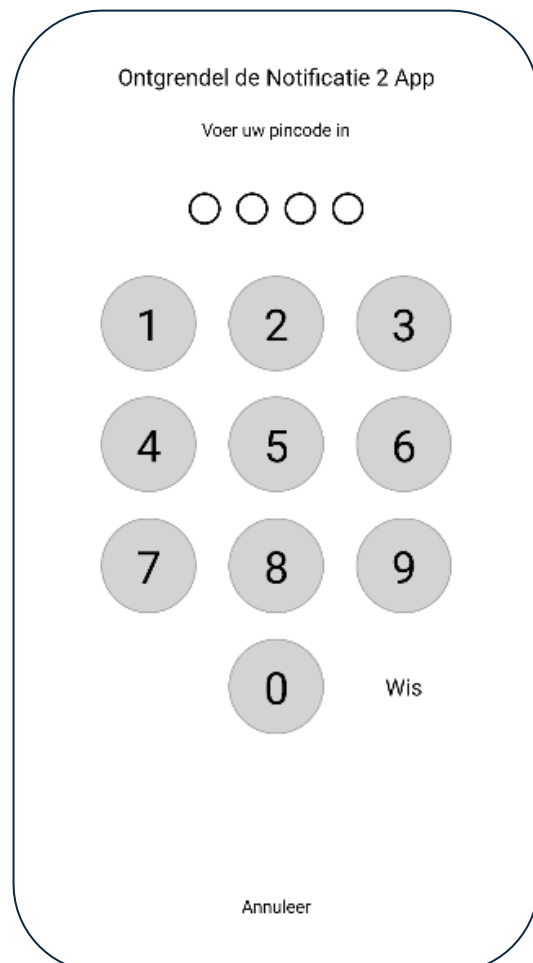 Ontgrendel de Notificatie 2 App
Voer uw pincode in
1 2 3
4 5 6
7 8 9
0 Wis
Annuleer